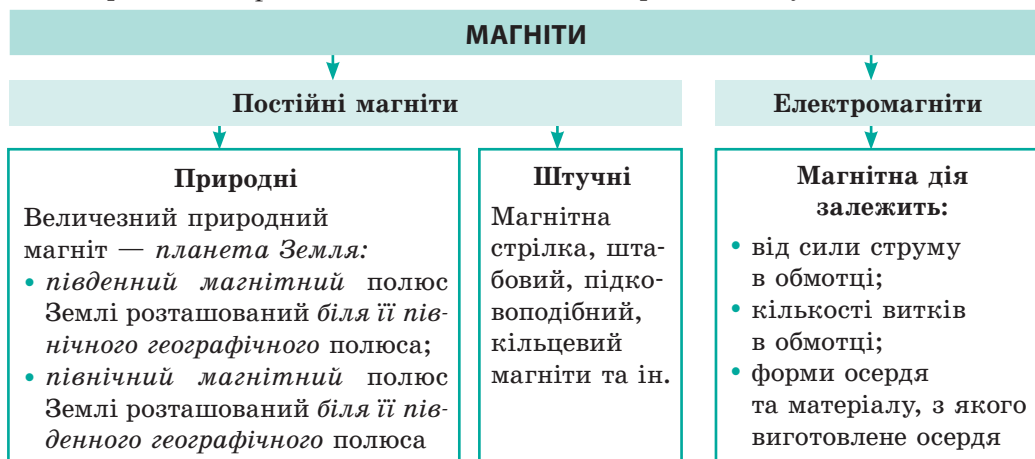 МАГНІТИ
Постійні магніти
Електромагніти
Природні
Величезний природний
магніт — планета Земля:
• південний магнітний полюс
Землі розташований біля її пів-
нічного географічного полюса;
• північний магнітний полюс
Землі розташований біля її пів-
денного географічного полюса
Штучні
Магнітна
стрілка, шта-
бовий, підко-
воподібний,
кільцевий
магніти та ін.
Магнітна дія
залежить:
• від сили струму
в обмотці;
• кількості витків
в обмотці;
• форми осердя
та матеріалу, з якого
виготовлене осердя